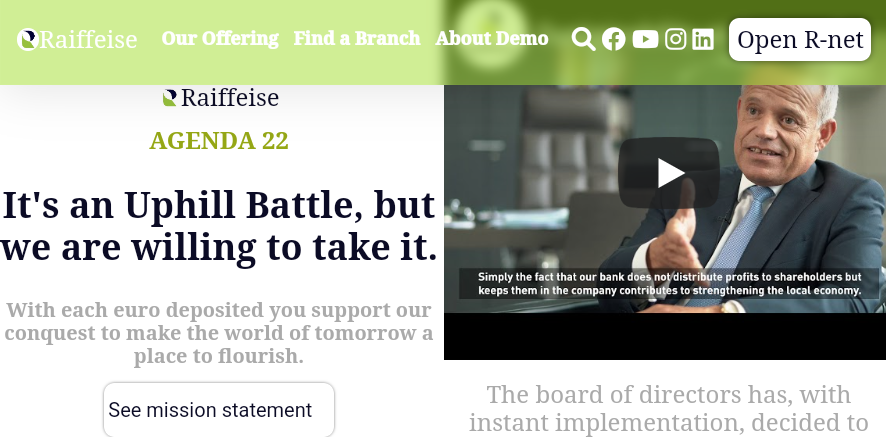 Raiffeise
Our Offering
Find a Branch
About Demo
Open R-net
Raiffeise
AGENDA 22
It's an Uphill Battle, but
we are willing to take it.
With each euro deposited you support our
conquest to make the world of tomorrow a
place to flourish.
See mission statement
Simply the fact that our bank does not distribute profits to shareholders but
keeps them in the company contributes to strengthening the local economy.
The board of directors has, with
instant implementation, decided to